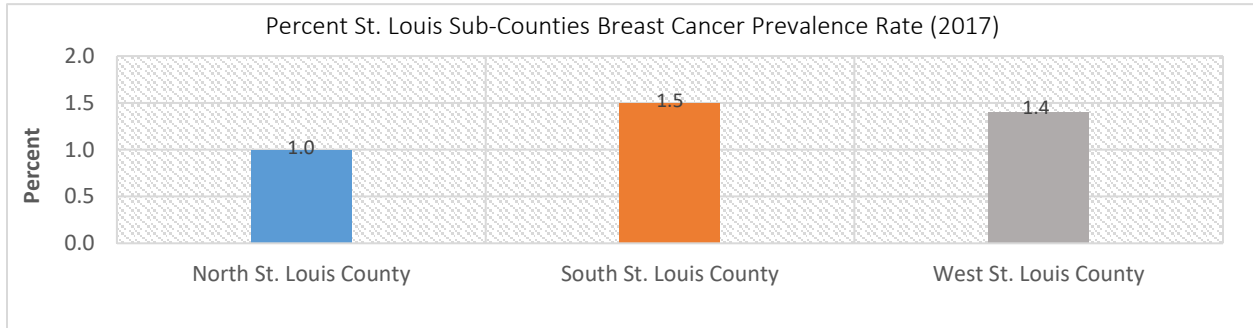 Percent St. Louis Sub-Counties Breast Cancer Prevalence Rate (2017)
2.0
1.5
1.0
0.5
0.0
Percent
1.0
1.5
1.4
North St. Louis County
South St. Louis County
West St. Louis County